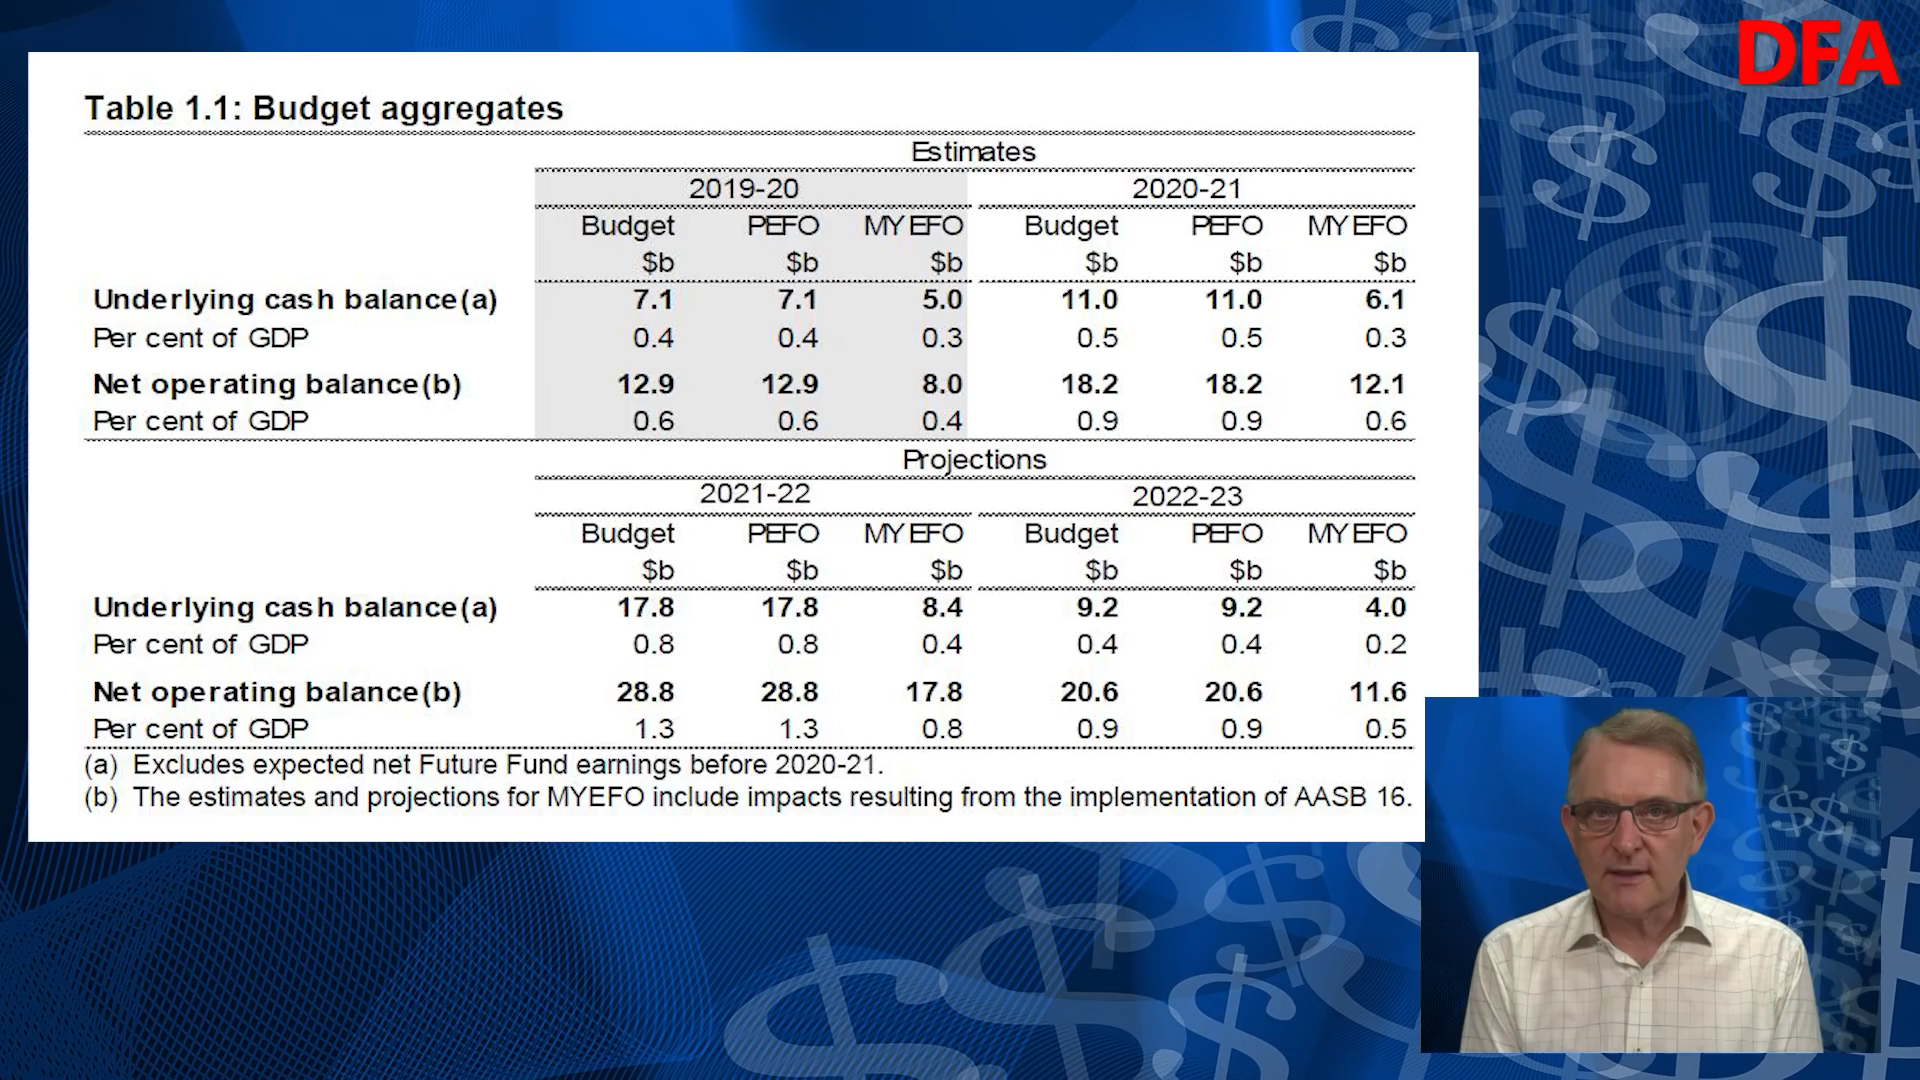 DFA
Table 1.1: Budget aggregates
Estimates
2019-20 2020-21
Budget PEFO MYEFO Budget PEFO MYEFO
$b $b $b $b $b $b
Underlying cash balance(a) 7.1 7.1 5.0 11.0 11.0 6.1
Per cent of GDP 0.4 0.4 0.3 0.5 0.5 0.3
Net operating balance(b) 12.9 12.9 8.0 18.2 18.2 12.1
Per cent of GDP 0.6 0.6 0.4 0.9 0.9 0.6
Projections
2021-22 2022-23
Budget PEFO MYEFO Budget PEFO MYEFO
$b $b $b $b $b $b
Underlying cash balance(a) 17.8 17.8 8.4 9.2 9.2 4.0
Per cent of GDP 0.8 0.8 0.4 0.4 0.4 0.2
Net operating balance(b) 28.8 28.8 17.8 20.6 20.6 11.6
Per cent of GDP 1.3 1.3 0.8 0.9 0.9 0.5
(a) Excludes expected net Future Fund earnings before 2020-21.
(b) The estimates and projections for MYEFO include impacts resulting from the implementation of AASB 16.